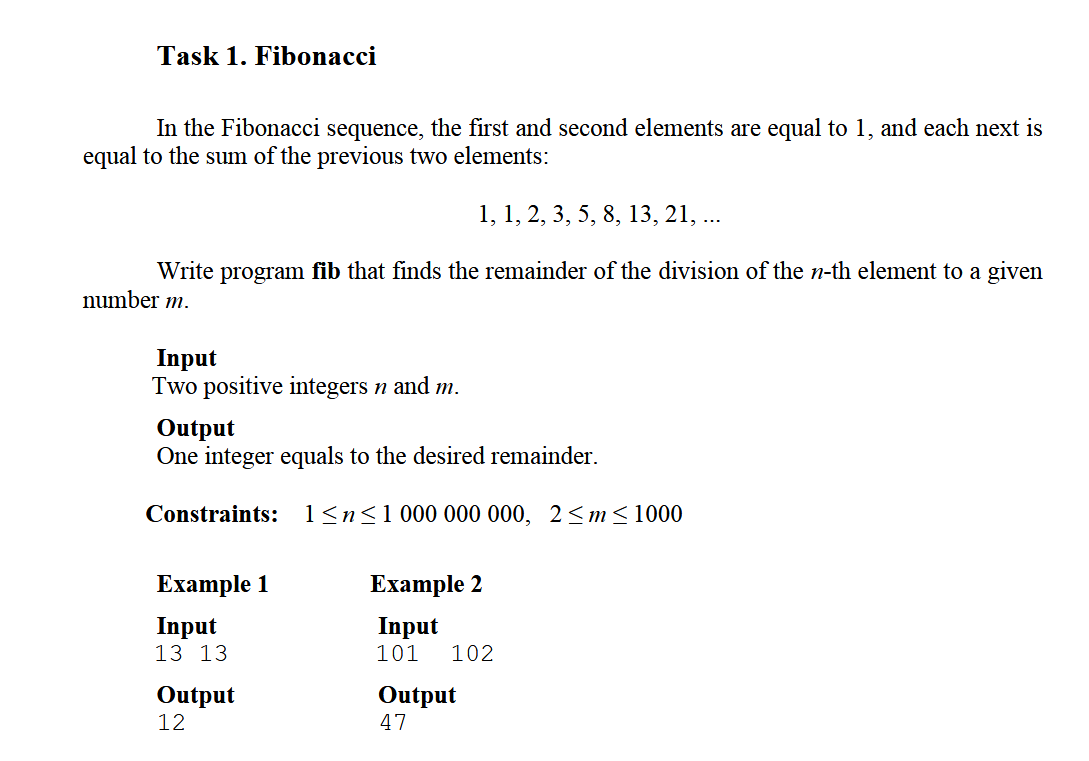 Task 1. Fibonacci
In the Fibonacci sequence, the first and second elements are equal to 1, and each next is
equal to the sum of the previous two elements:
1, 1, 2, 3, 5, 8, 13, 21, ...
Write program fib that finds the remainder of the division of the n-th element to a given
number m.
Input
Two positive integers n and m.
Output
One integer equals to the desired remainder.
Constraints: 1 ≤ n ≤ 1 000 000 000, 2 ≤ m ≤ 1000
Example 1 Example 2
Input Input
13 13 101 102
Output Output
12 47